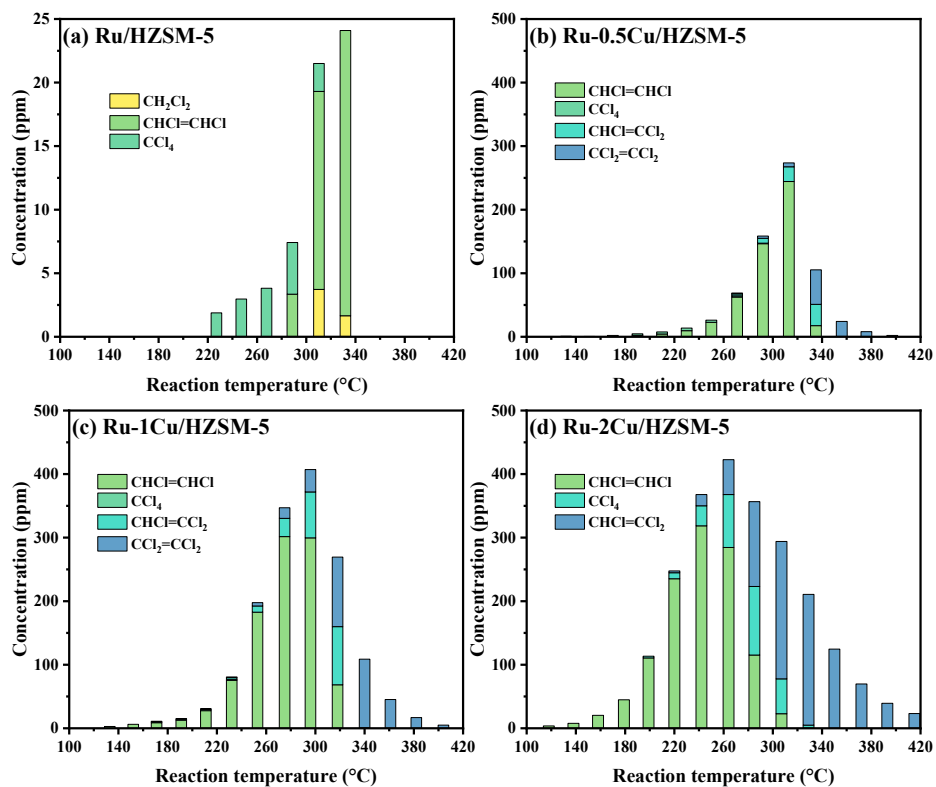 (a) Ru/HZSM-5
CH₂Cl₂
CHCl=CHCl
CCl₄
Concentration (ppm)
0
5
10
15
20
25
100
140
180
220
260
300
340
380
420
Reaction temperature (°C)
(b) Ru-0.5Cu/HZSM-5
CHCl=CHCl
CCl₄
CHCl=CCl₂
CCl₂=CCl₂
Concentration (ppm)
0
100
200
300
400
500
100
140
180
220
260
300
340
380
420
Reaction temperature (°C)
(c) Ru-1Cu/HZSM-5
CHCl=CHCl
CCl₄
CHCl=CCl₂
CCl₂=CCl₂
Concentration (ppm)
0
100
200
300
400
500
100
140
180
220
260
300
340
380
420
Reaction temperature (°C)
(d) Ru-2Cu/HZSM-5
CHCl=CHCl
CCl₄
CHCl=CCl₂
Concentration (ppm)
0
100
200
300
400
500
100
140
180
220
260
300
340
380
420
Reaction temperature (°C)